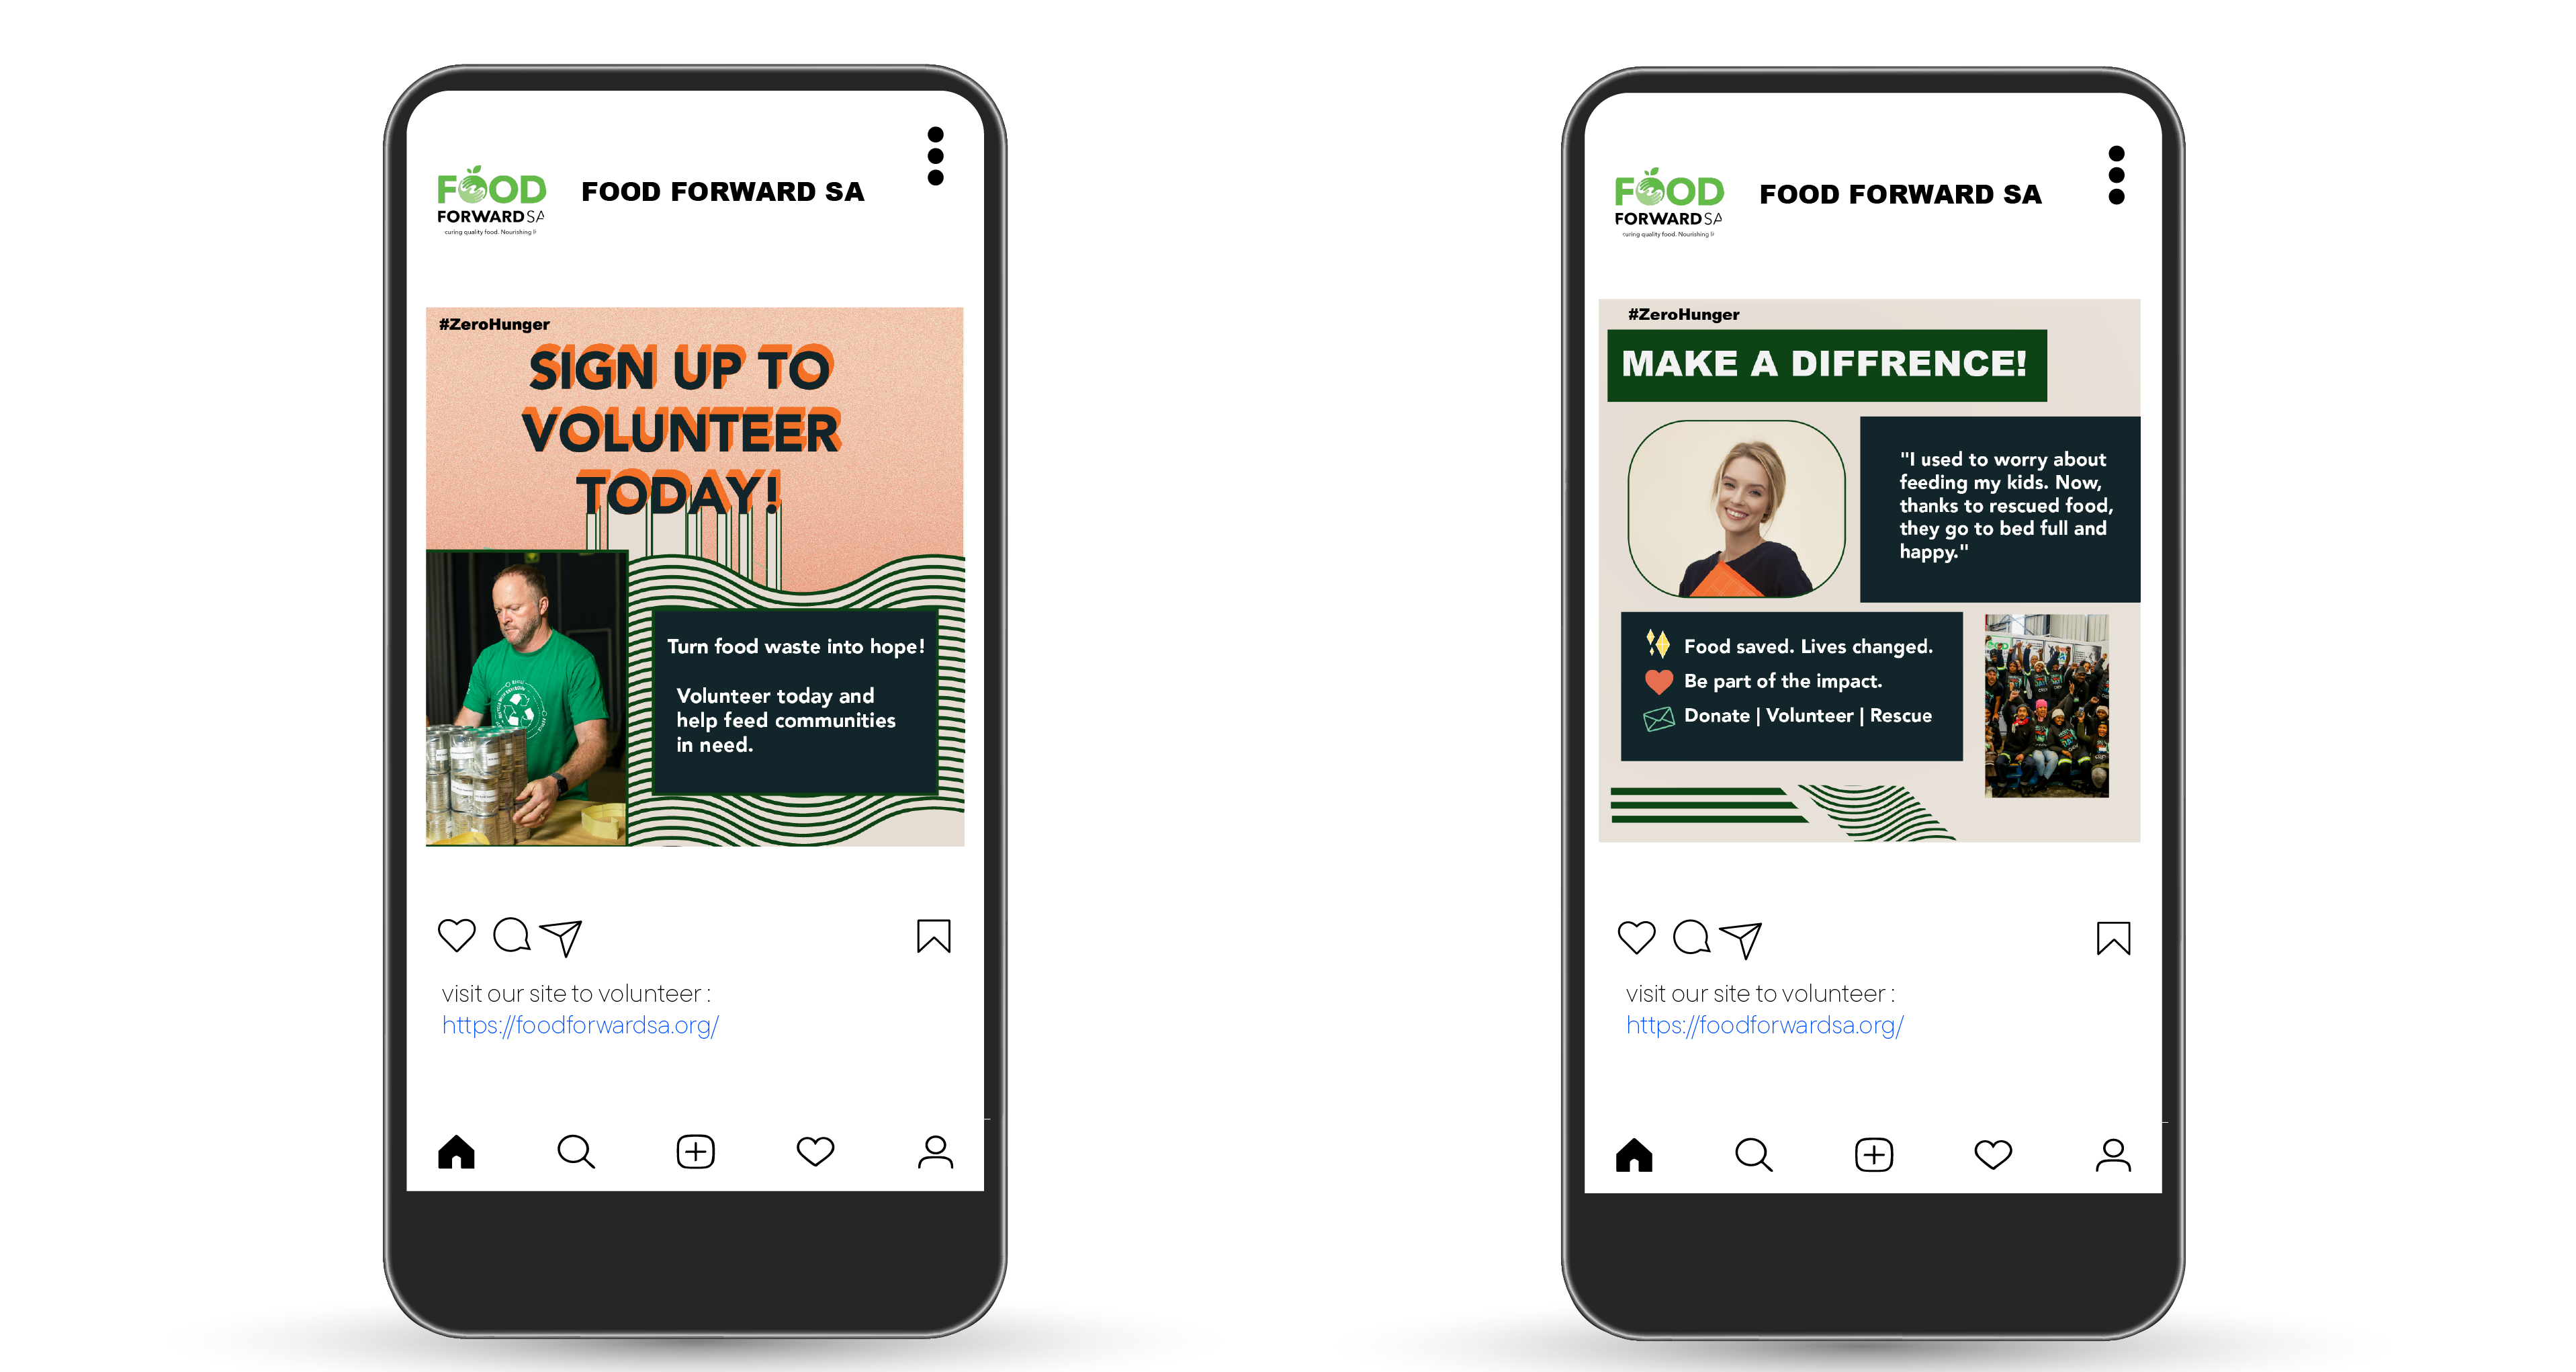 FOOD
FORWARD SA
curing quality food. Nourishing li
FOOD FORWARD SA
#ZeroHunger
SIGN UP TO
VOLUNTEER
TODAY!
Turn food waste into hope!
Volunteer today and
help feed communities
in need.
visit our site to volunteer :
https://foodforwardsa.org/
FOOD
FORWARD SA
curing quality food. Nourishing li
FOOD FORWARD SA
#ZeroHunger
MAKE A DIFFRENCE!
"I used to worry about
feeding my kids. Now,
thanks to rescued food,
they go to bed full and
happy."
Food saved. Lives changed.
Be part of the impact.
Donate | Volunteer | Rescue
visit our site to volunteer :
https://foodforwardsa.org/